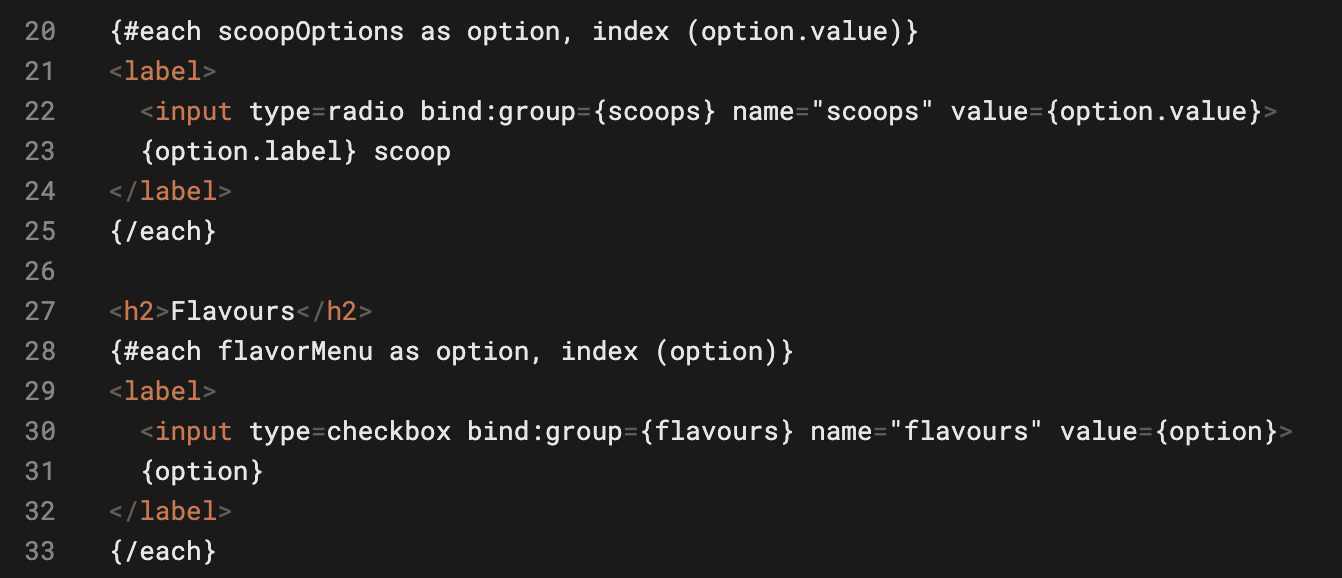 20 {#each scoopOptions as option, index (option.value)}
21 <label>
22 <input type=radio bind:group={scoops} name="scoops" value={option.value}>
23 {option.label} scoop
24 </label>
25 {/each}
26
27 <h2>Flavours</h2>
28 {#each flavorMenu as option, index (option)}
29 <label>
30 <input type=checkbox bind:group={flavours} name="flavours" value={option}>
31 {option}
32 </label>
33 {/each}